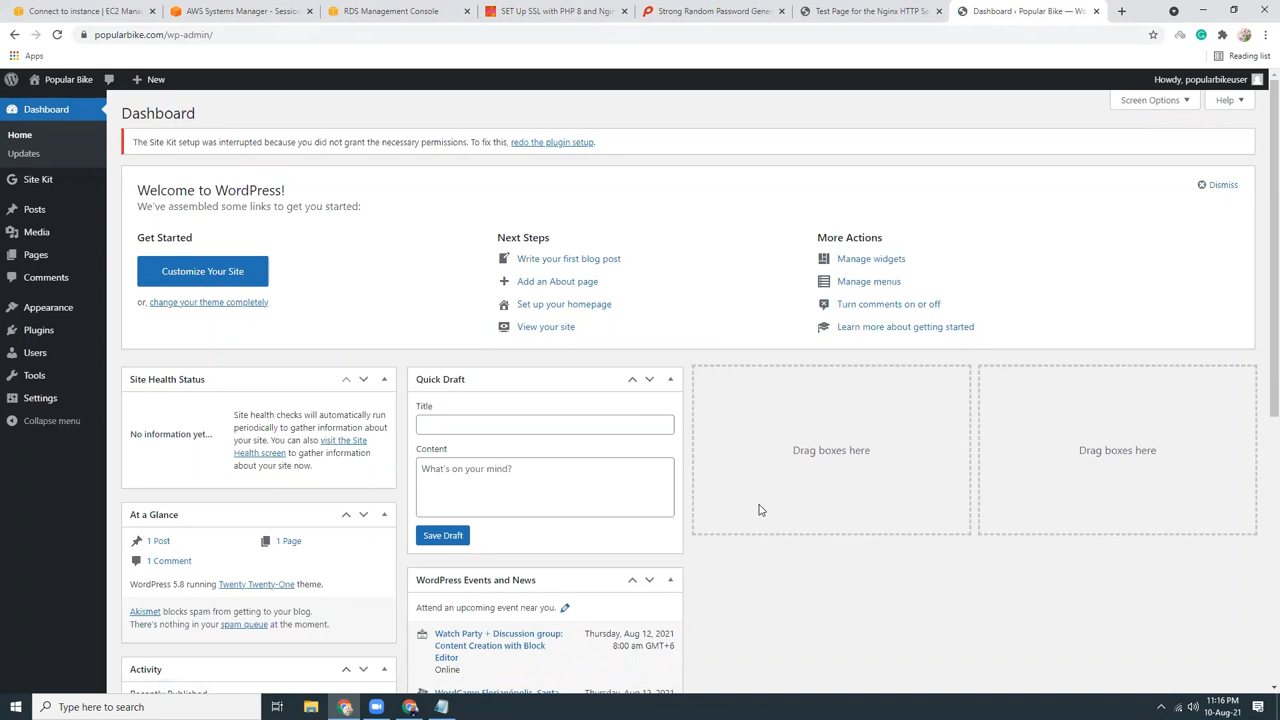 Connect to instance | EC2 Manac
AWS Systems Manager - Session
RDS Management Console
SET Up SSL with PHP 8 and Ngin
Strong Random Password Gener
Test Page for the Nginx HTTP Se
Dashboard ‹ Popular Bike — Wo
popularbike.com/wp-admin/
Apps
Reading list
Popular Bike
New
Howdy, popularbikeuser
Dashboard
Home
Updates
Site Kit
Posts
Media
Pages
Comments
Appearance
Plugins
Users
Tools
Settings
Collapse menu
Screen Options
Help
Dashboard
The Site Kit setup was interrupted because you did not grant the necessary permissions. To fix this, redo the plugin setup.
Welcome to WordPress!
Dismiss
We've assembled some links to get you started:
Get Started
Customize Your Site
or, change your theme completely
Next Steps
Write your first blog post
Add an About page
Set up your homepage
View your site
More Actions
Manage widgets
Manage menus
Turn comments on or off
Learn more about getting started
Site Health Status
No information yet...
Site health checks will automatically run
periodically to gather information about
your site. You can also visit the Site
Health screen to gather information
about your site now.
At a Glance
1 Post
1 Page
1 Comment
WordPress 5.8 running Twenty Twenty-One theme.
Akismet blocks spam from getting to your blog.
There's nothing in your spam queue at the moment.
Activity
Recently Published
Quick Draft
Title
Content
What's on your mind?
Save Draft
WordPress Events and News
Attend an upcoming event near you.
Watch Party + Discussion group:
Content Creation with Block
Editor
Online
Thursday, Aug 12, 2021
8:00 am GMT+6
WordCamp Florianópolis, Santa
Thursday, Aug 12, 2021
Drag boxes here
Drag boxes here
Type here to search
11:16 PM
10-Aug-21